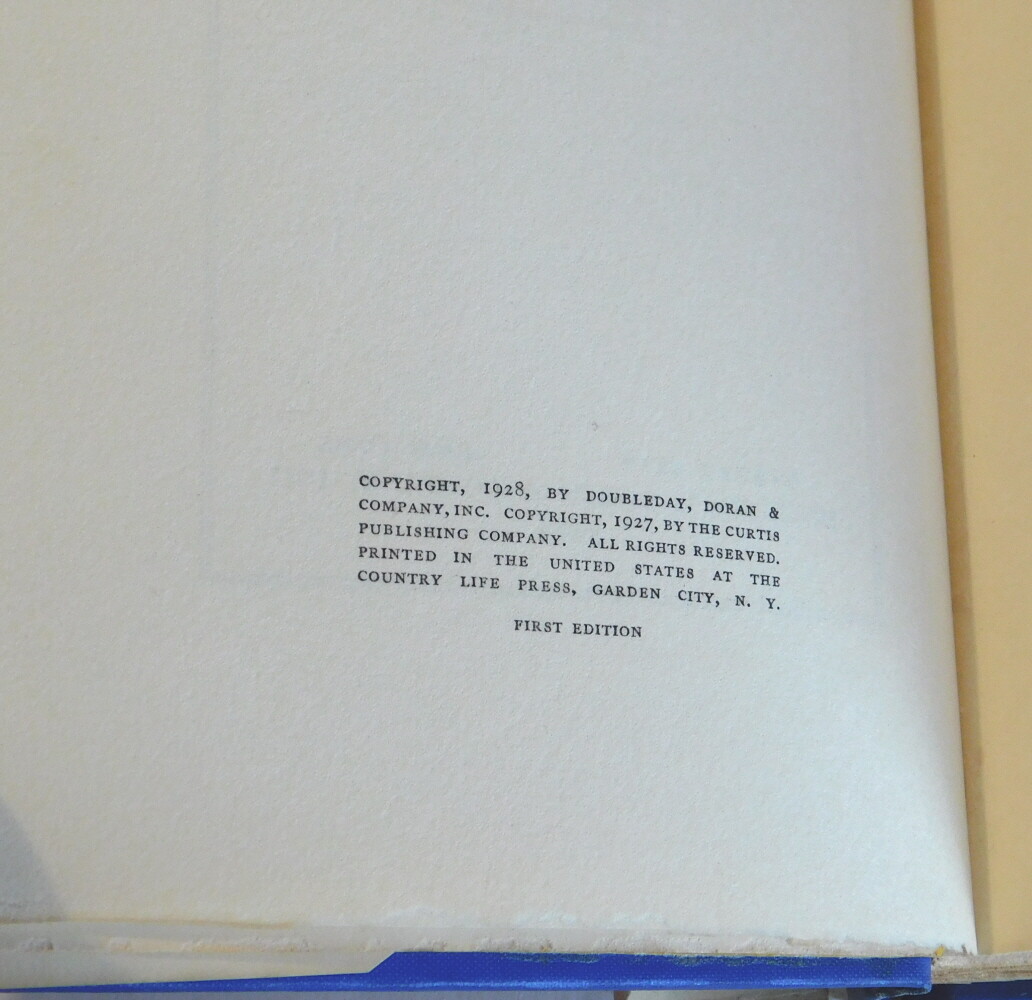 COPYRIGHT, 1928, BY DOUBLEDAY, DORAN &
COMPANY, INC. COPYRIGHT, 1927, BY THE CURTIS
PUBLISHING COMPANY. ALL RIGHTS RESERVED.
PRINTED IN THE UNITED STATES AT THE
COUNTRY LIFE PRESS, GARDEN CITY, N. Y.
FIRST EDITION